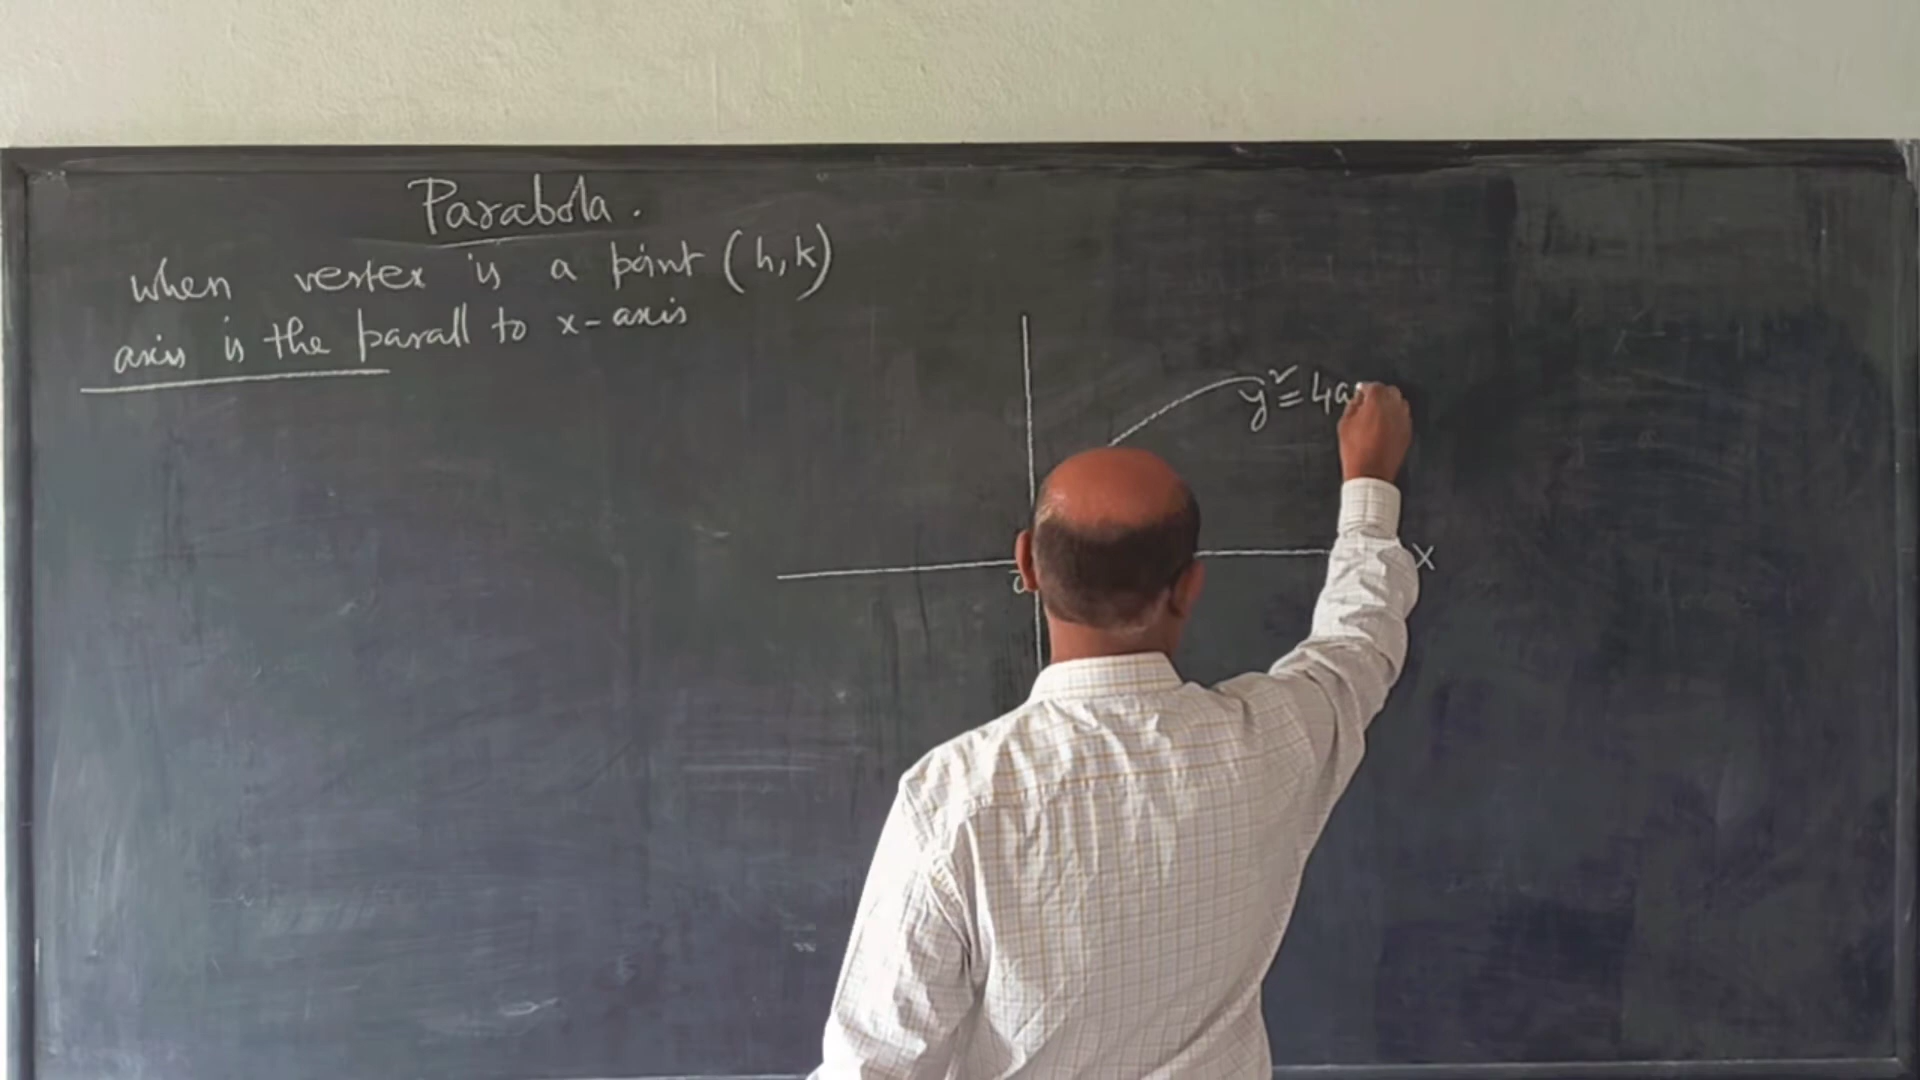 Parabola.
when vertex is a point (h, k)
axis is the parall to x-axis
y² = 4a
X